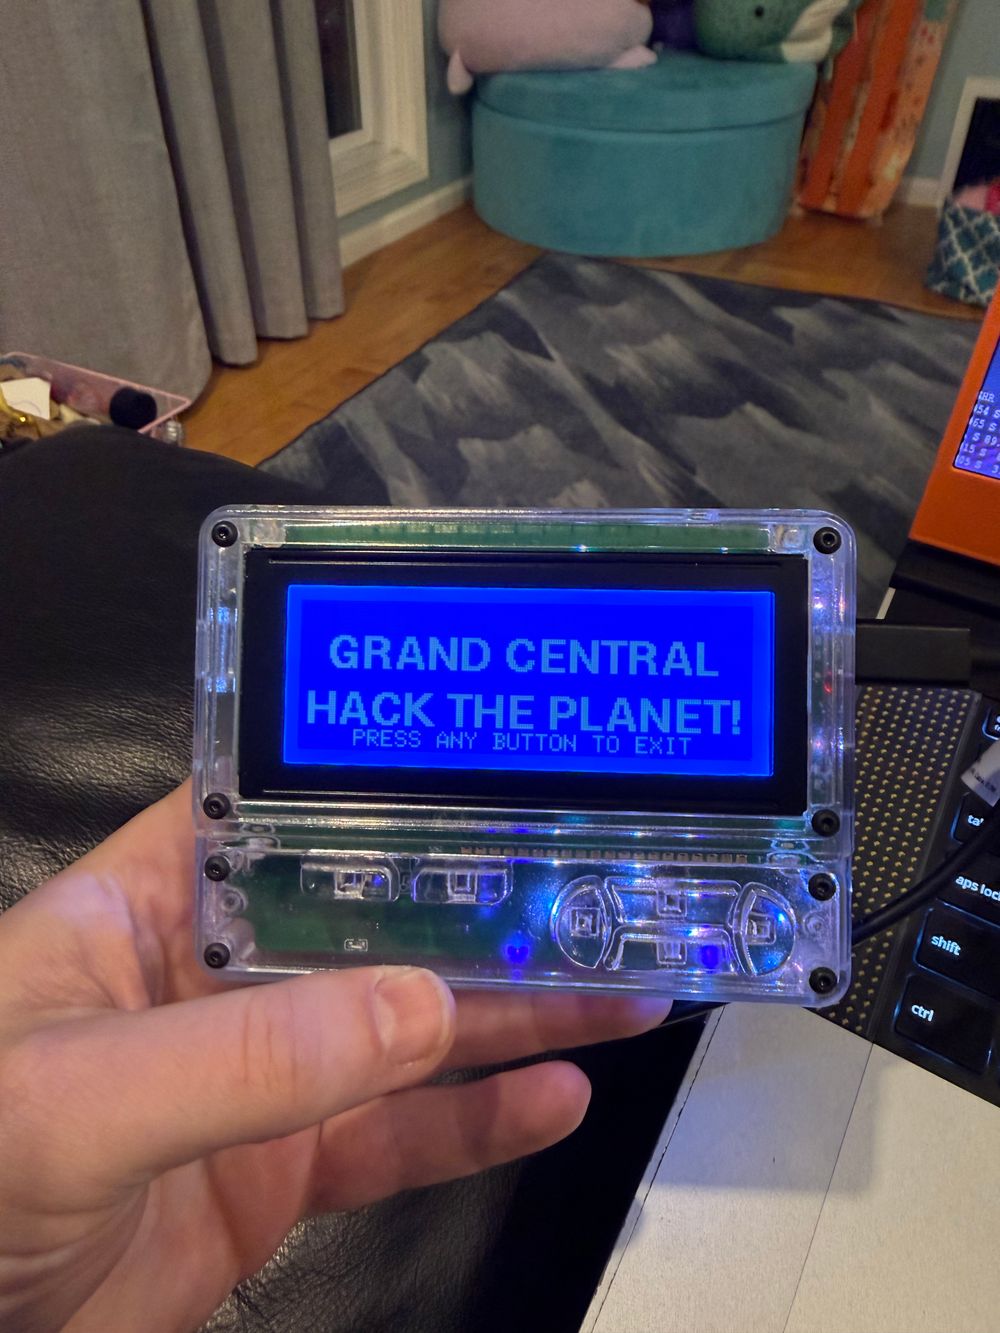 GRAND CENTRAL
HACK THE PLANET!
PRESS ANY BUTTON TO EXIT
shift
ctrl